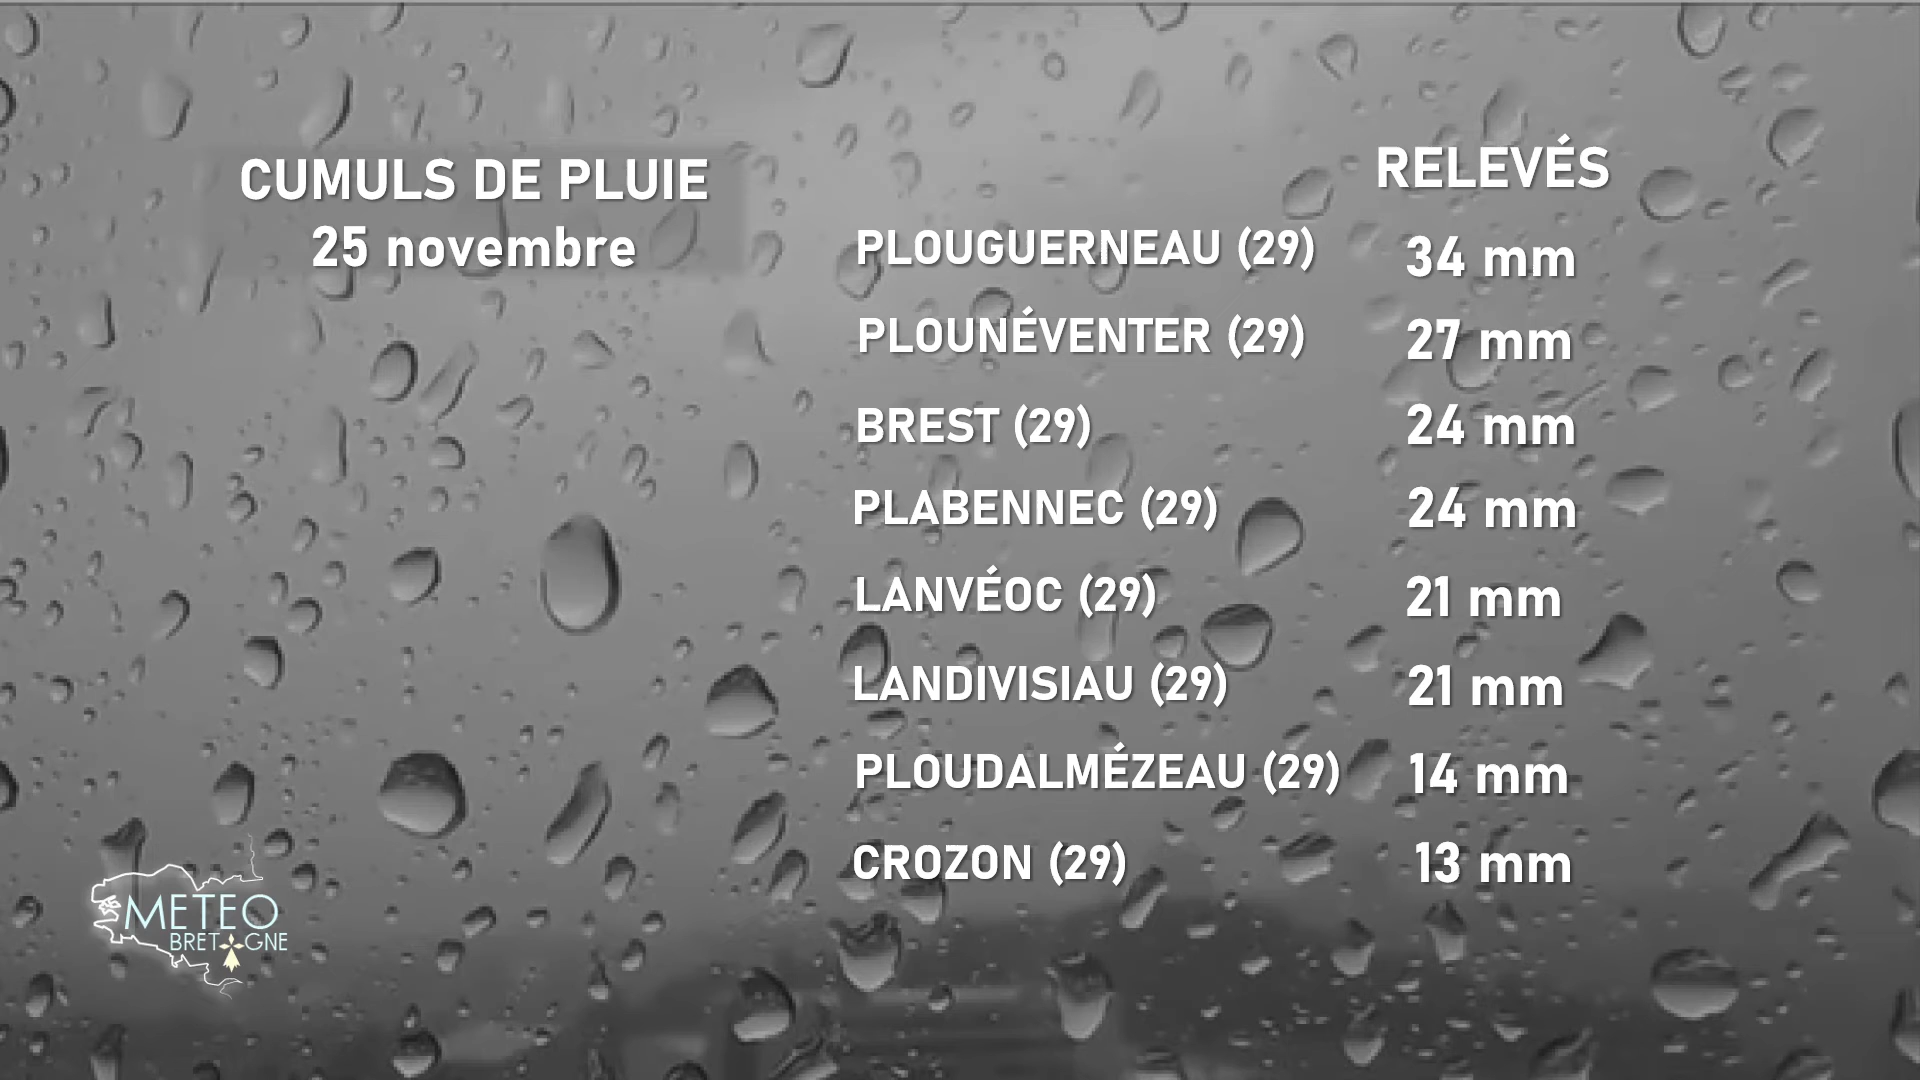 CUMULS DE PLUIE
25 novembre
RELEVÉS
PLOUGUERNEAU (29) 34 mm
PLOUNÉVENTER (29) 27 mm
BREST (29) 24 mm
PLABENNEC (29) 24 mm
LANVÉOC (29) 21 mm
LANDIVISIAU (29) 21 mm
PLOUDALMÉZEAU (29) 14 mm
CROZON (29) 13 mm
METEO
BRETAGNE